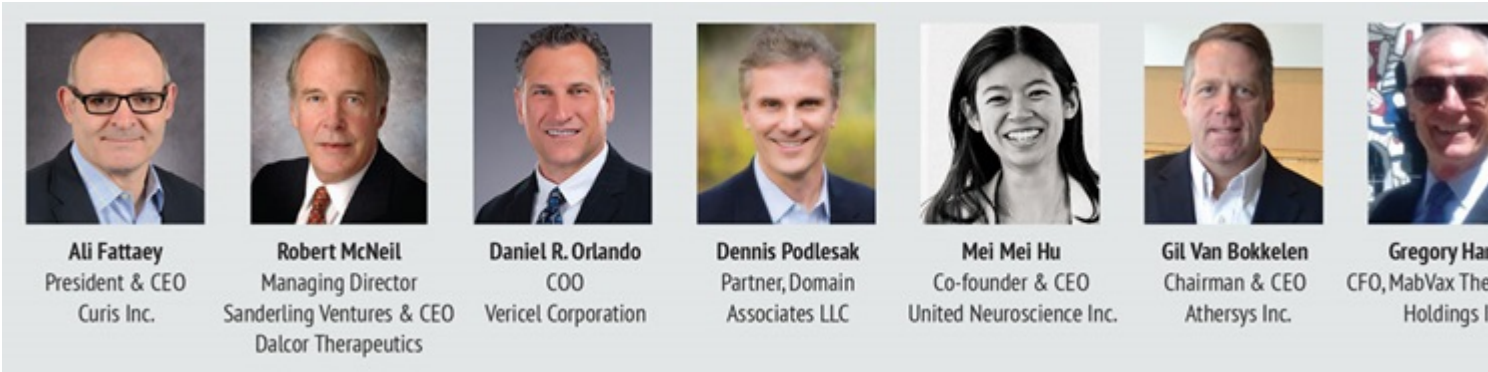 Ali Fattaey
President & CEO
Curis Inc.
Robert McNeil
Managing Director
Sanderling Ventures & CEO
Dalcor Therapeutics
Daniel R. Orlando
COO
Vericel Corporation
Dennis Podlesak
Partner, Domain
Associates LLC
Mei Mei Hu
Co-founder & CEO
United Neuroscience Inc.
Gil Van Bokkelen
Chairman & CEO
Athersys Inc.
Gregory
CFO, MabVax
Holdings